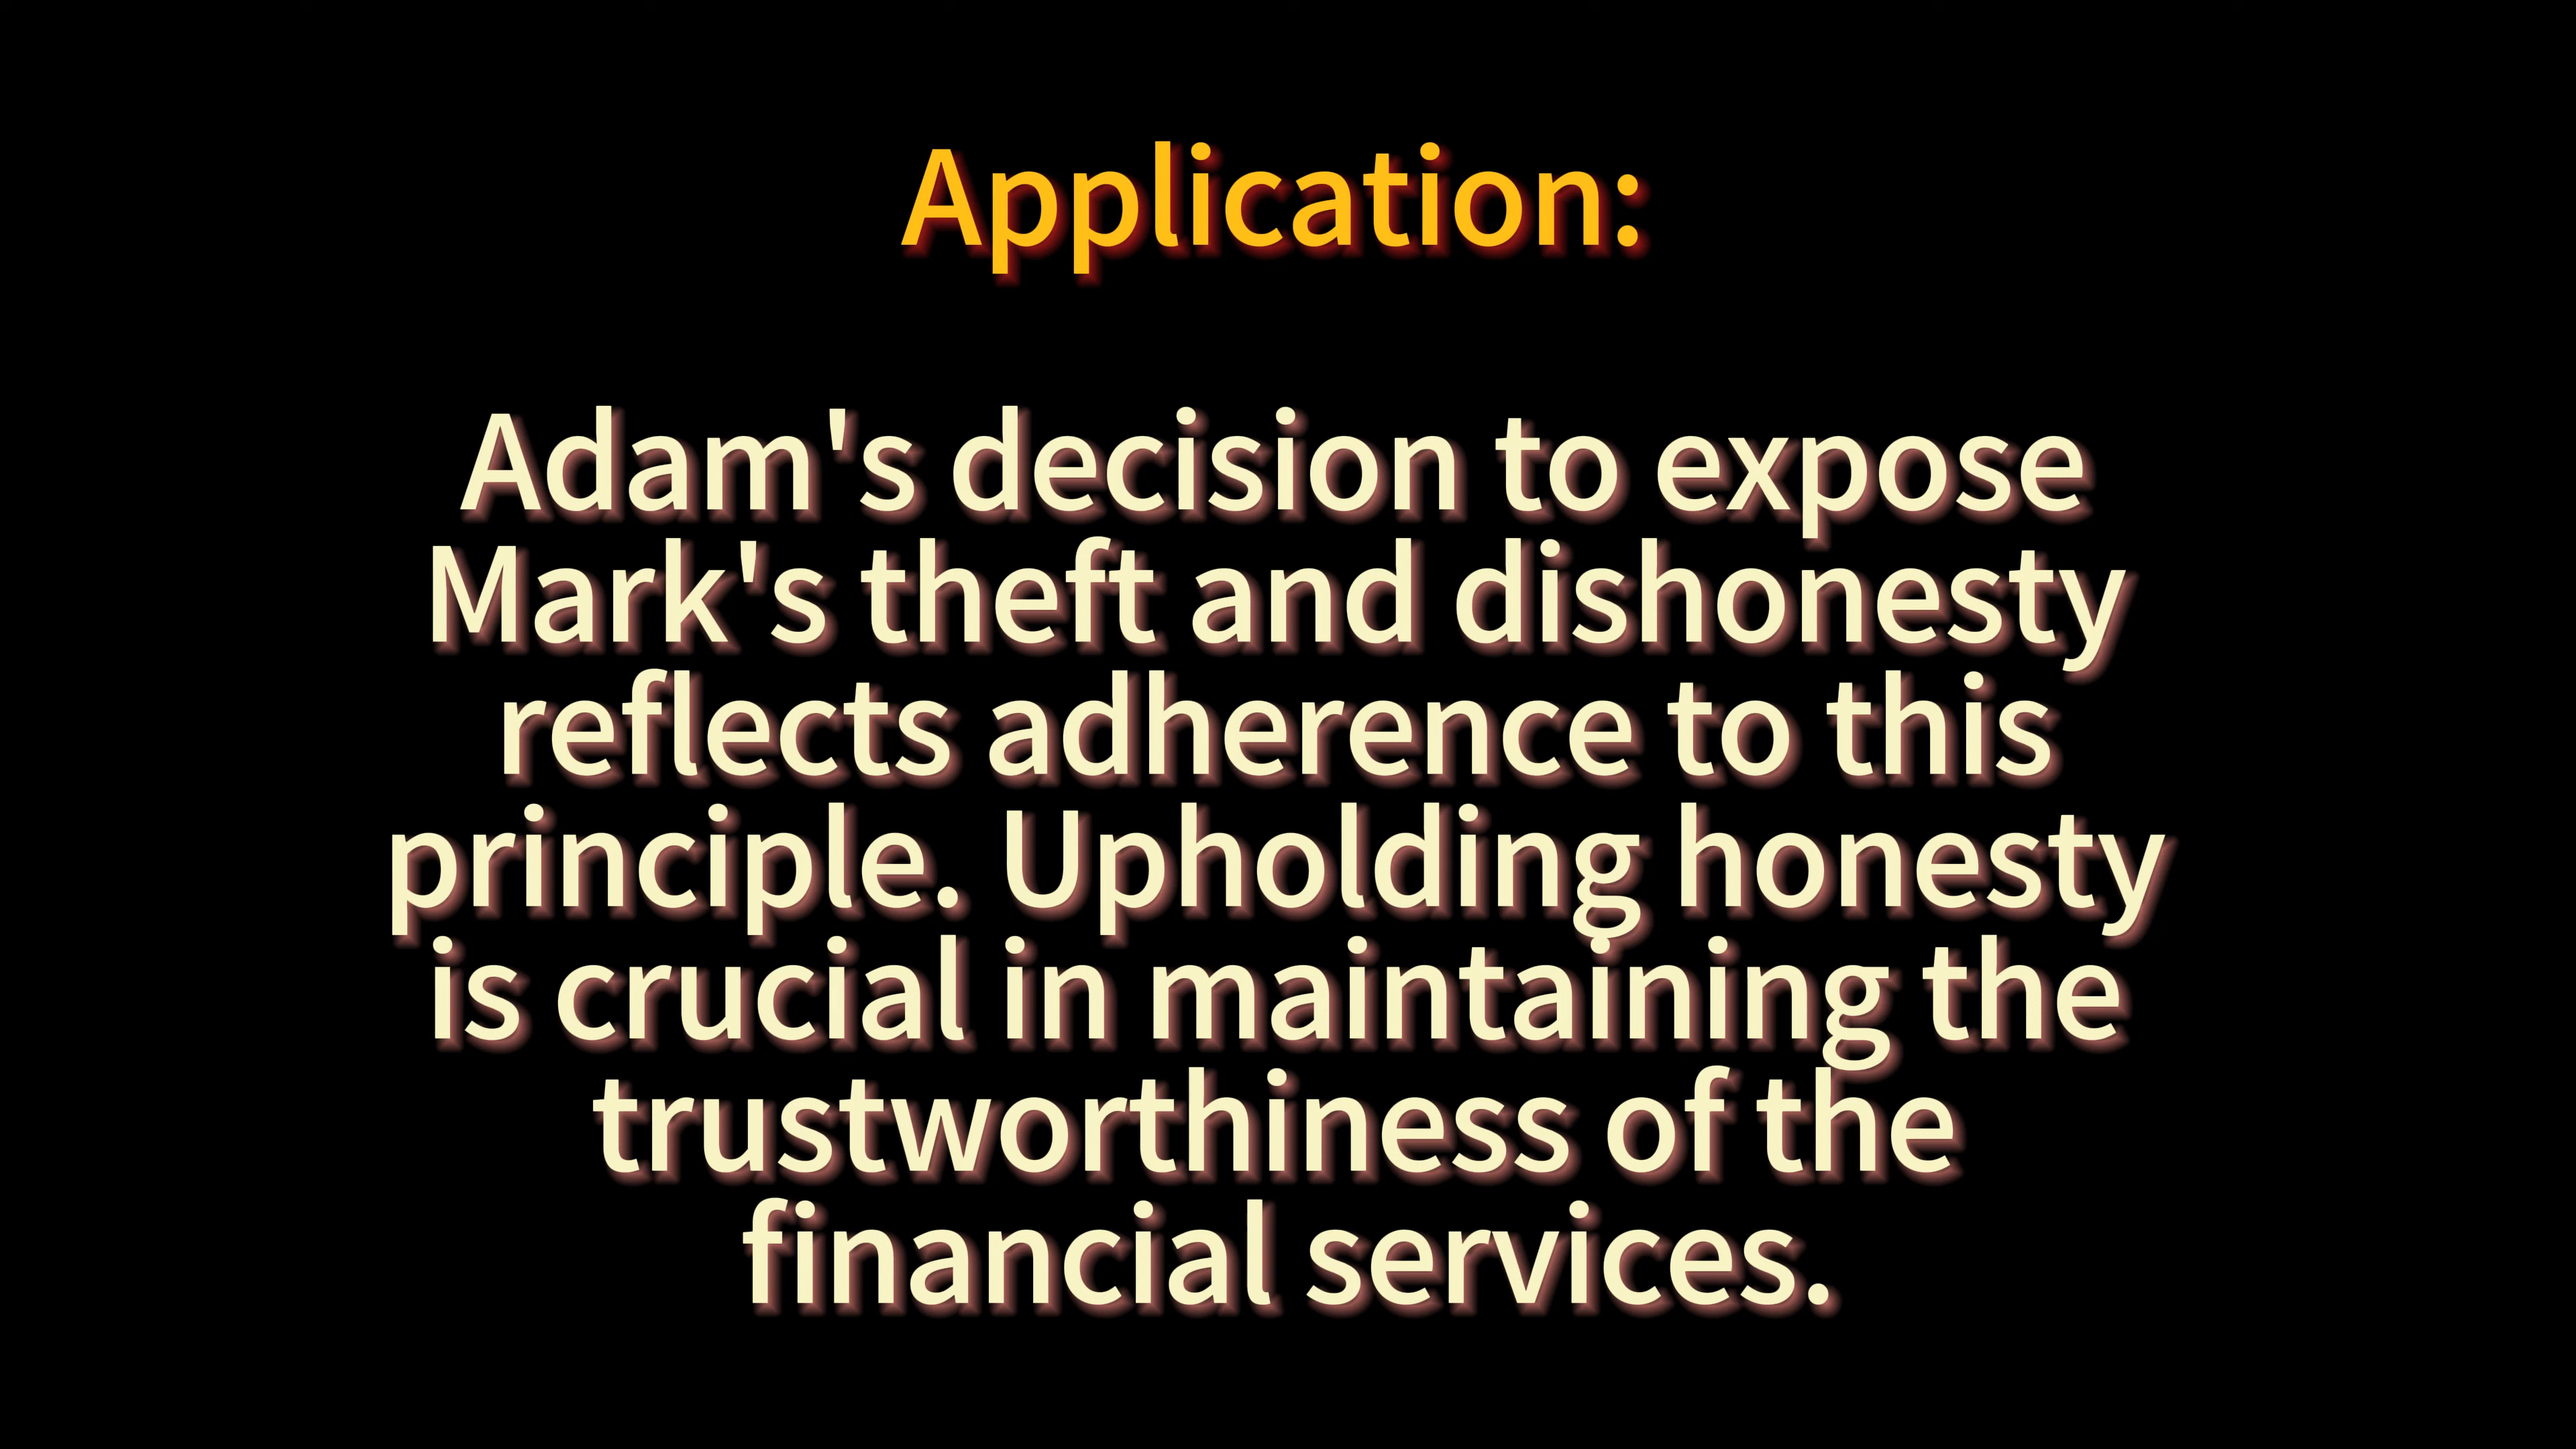 Application:
Adam's decision to expose
Mark's theft and dishonesty
reflects adherence to this
principle. Upholding honesty
is crucial in maintaining the
trustworthiness of the
financial services.